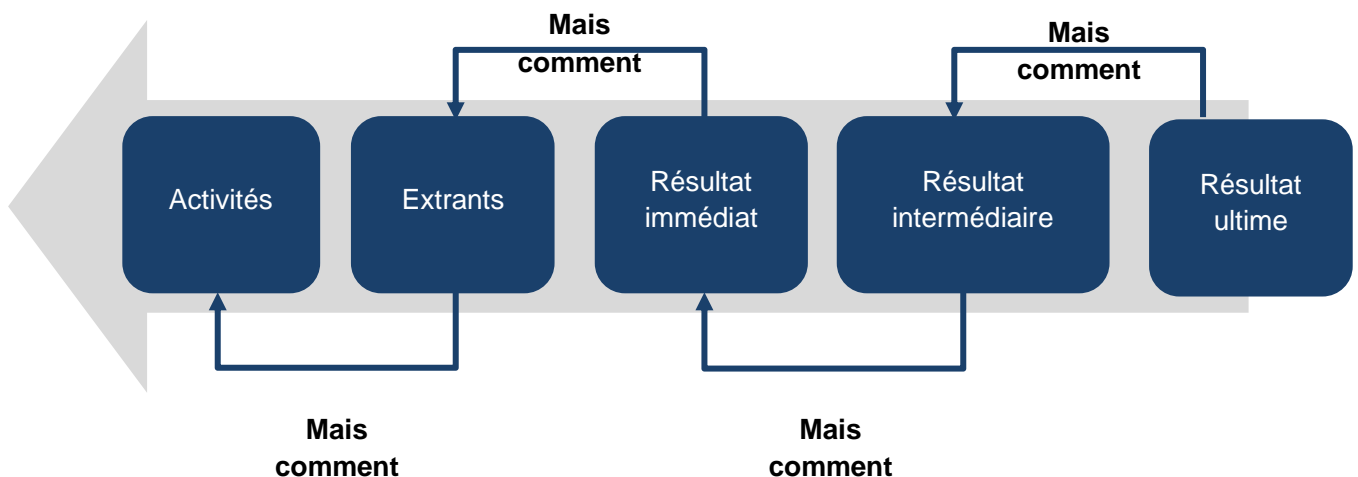 Mais
comment
Mais
comment
Activités
Extrants
Résultat
immédiat
Résultat
intermédiaire
Résultat
ultime
Mais
comment
Mais
comment